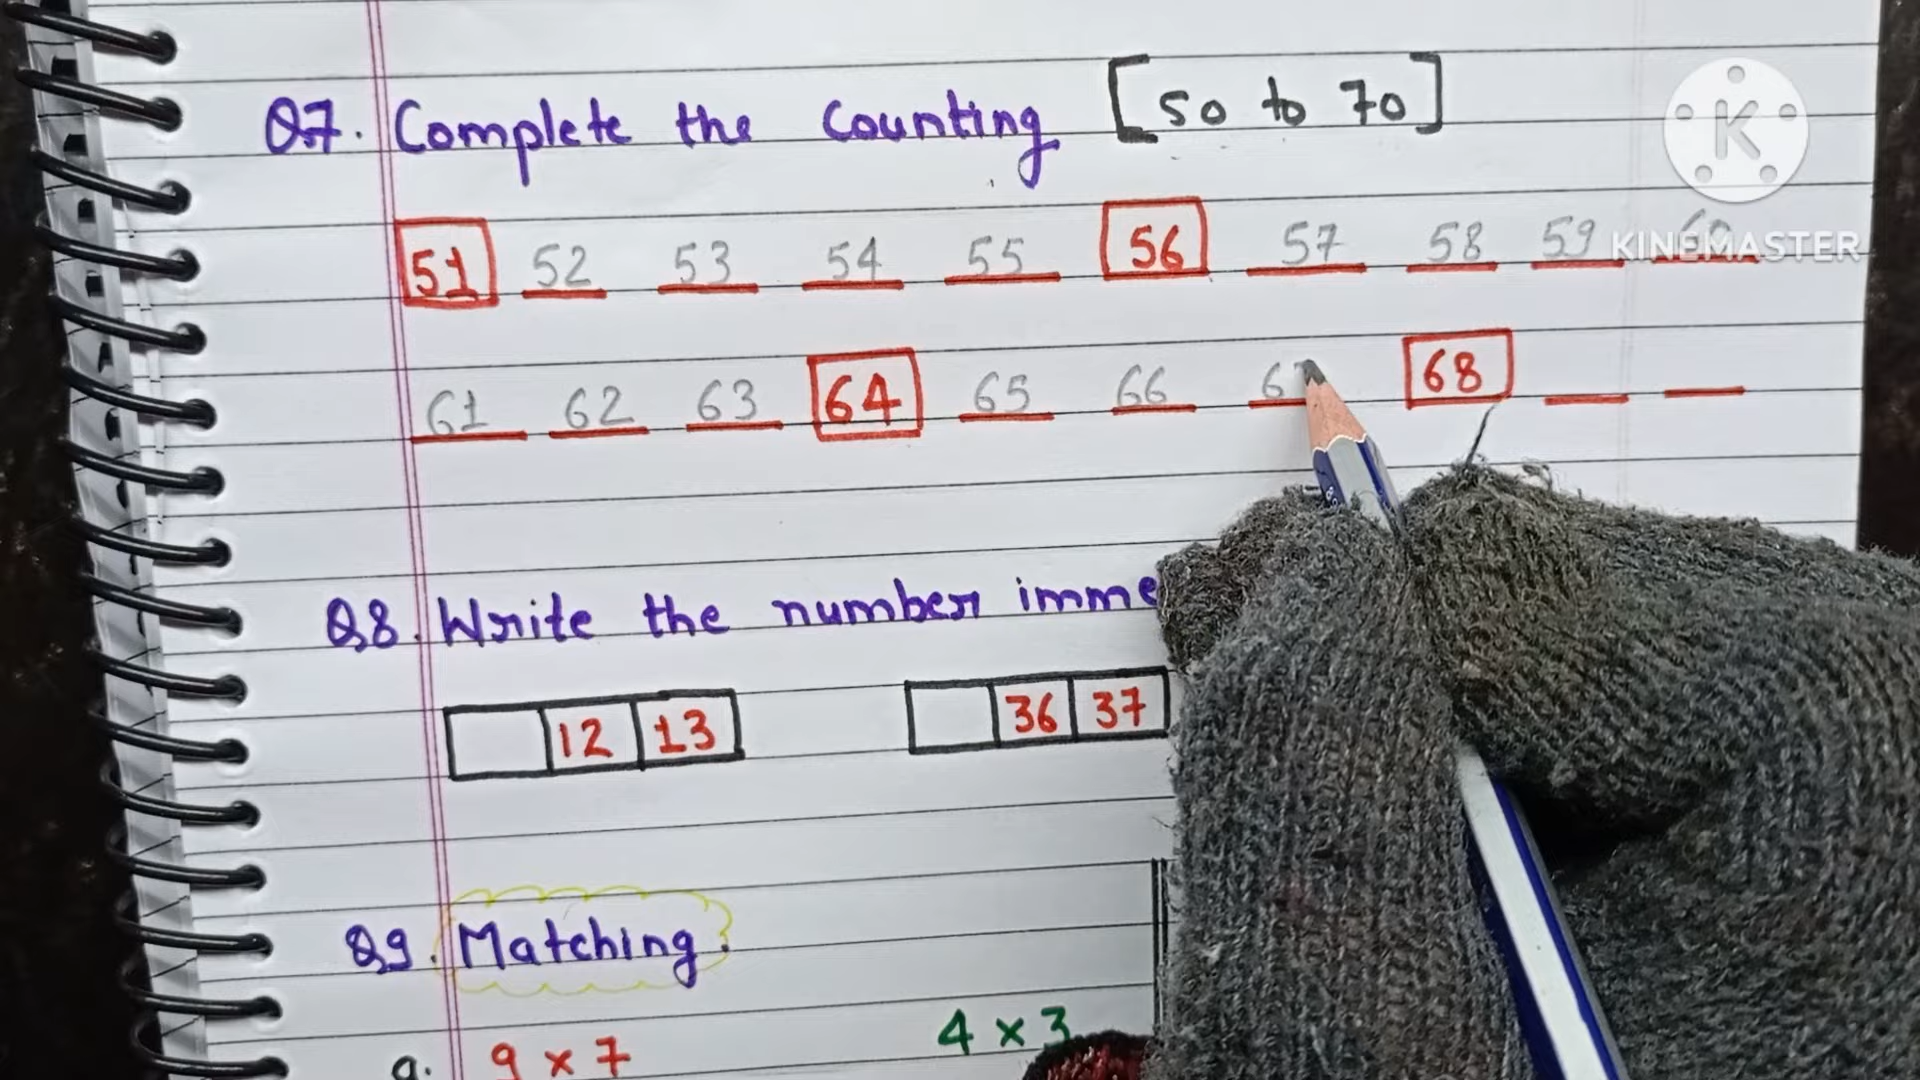 Q7. Complete the Counting [50 to 70]
51 52 53 54 55 56 57 58 59 60
KINEMASTER
61 62 63 64 65 66 67 68
Q8. Write the number
12 13 36 37
Q9. Matching
a. 9 x 7 4 x 3